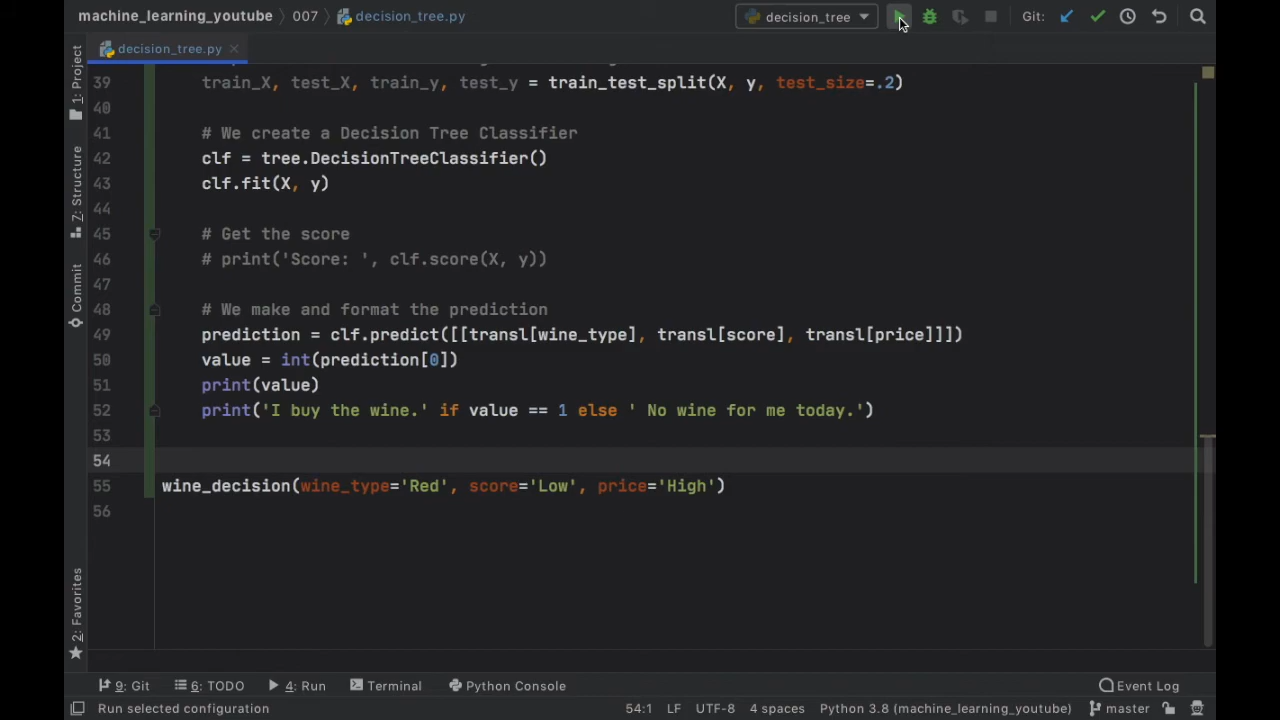 machine_learning_youtube 007 decision_tree.py decision_tree Git:
decision_tree.py
1: Project
7: Structure
Commit
2: Favorites
39 train_X, test_X, train_y, test_y = train_test_split(X, y, test_size=.2)
40
41 # We create a Decision Tree Classifier
42 clf = tree.DecisionTreeClassifier()
43 clf.fit(X, y)
44
45 # Get the score
46 # print('Score: ', clf.score(X, y))
47
48 # We make and format the prediction
49 prediction = clf.predict([[transl[wine_type], transl[score], transl[price]]])
50 value = int(prediction[0])
51 print(value)
52 print('I buy the wine.' if value == 1 else ' No wine for me today.')
53
54
55 wine_decision(wine_type='Red', score='Low', price='High')
56
9: Git 6: TODO 4: Run Terminal Python Console Event Log
Run selected configuration 54:1 LF UTF-8 4 spaces Python 3.8 (machine_learning_youtube) master